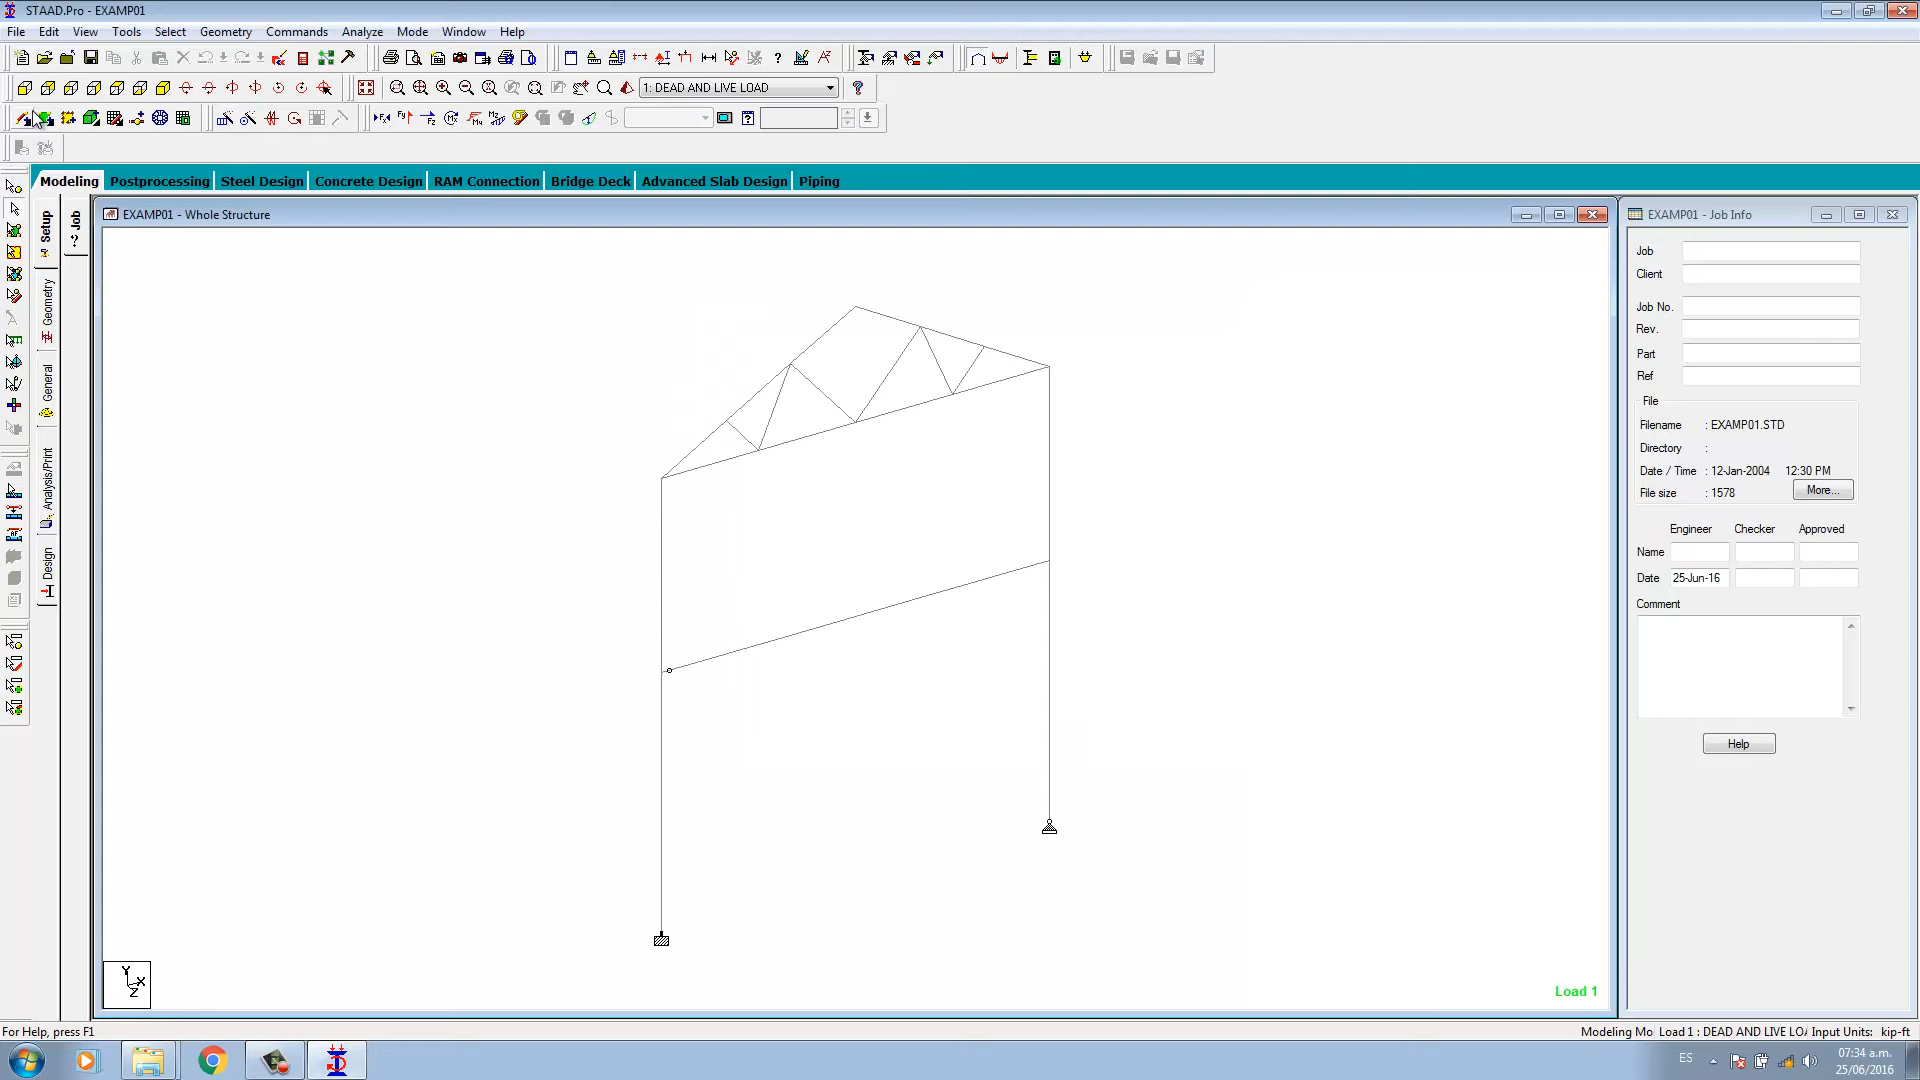 STAAD.Pro - EXAMP01
File Edit View Tools Select Geometry Commands Analyze Mode Window Help
1: DEAD AND LIVE LOAD
Modeling Postprocessing Steel Design Concrete Design RAM Connection Bridge Deck Advanced Slab Design Piping
Setup
Geometry
General
Analysis/Print
Design
Job
EXAMP01 - Whole Structure
Y
X
Z
Load 1
EXAMP01 - Job Info
Job
Client
Job No.
Rev.
Part
Ref
File
Filename : EXAMP01.STD
Directory :
Date / Time : 12-Jan-2004 12:30 PM
File size : 1578 More...
Engineer Checker Approved
Name
Date 25-Jun-16
Comment
Help
For Help, press F1
Modeling Mo Load 1 : DEAD AND LIVE LO Input Units: kip-ft
ES
07:34 a.m.
25/06/2016